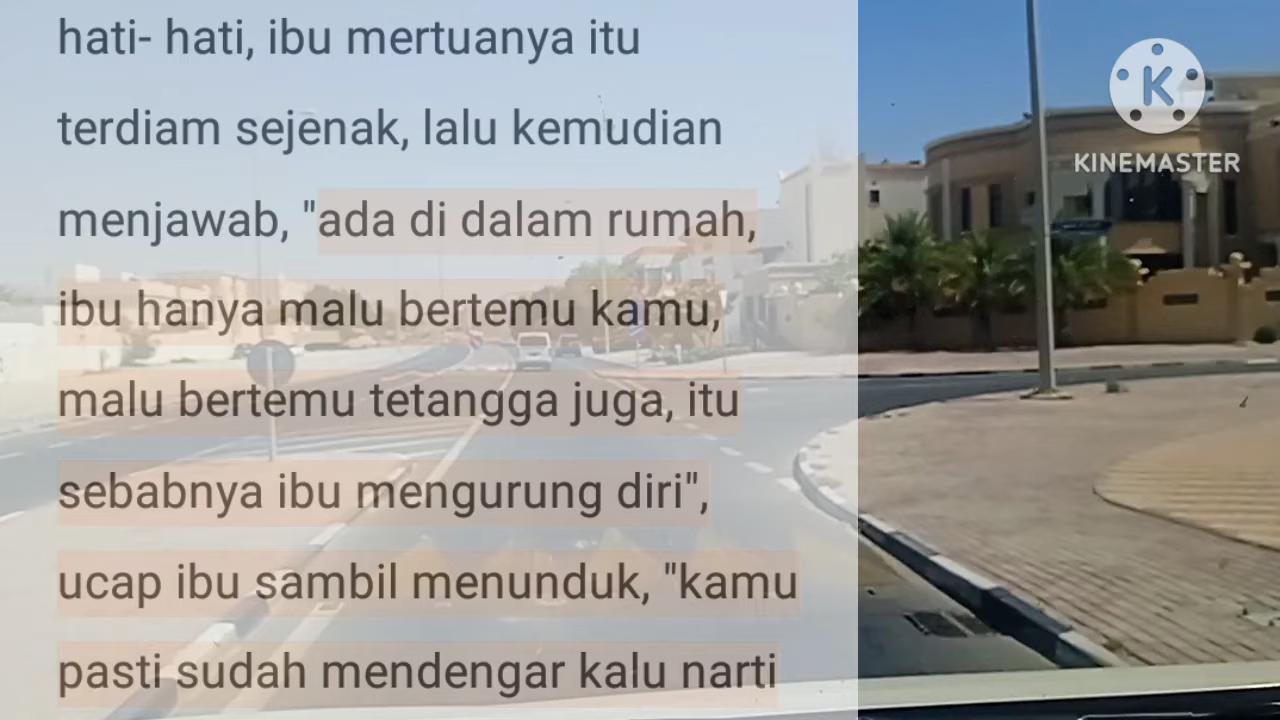 hati- hati, ibu mertuanya itu
terdiam sejenak, lalu kemudian
menjawab, "ada di dalam rumah,
ibu hanya malu bertemu kamu,
malu bertemu tetangga juga, itu
sebabnya ibu mengurung diri",
ucap ibu sambil menunduk, "kamu
pasti sudah mendengar kalu narti
K
KINEMASTER